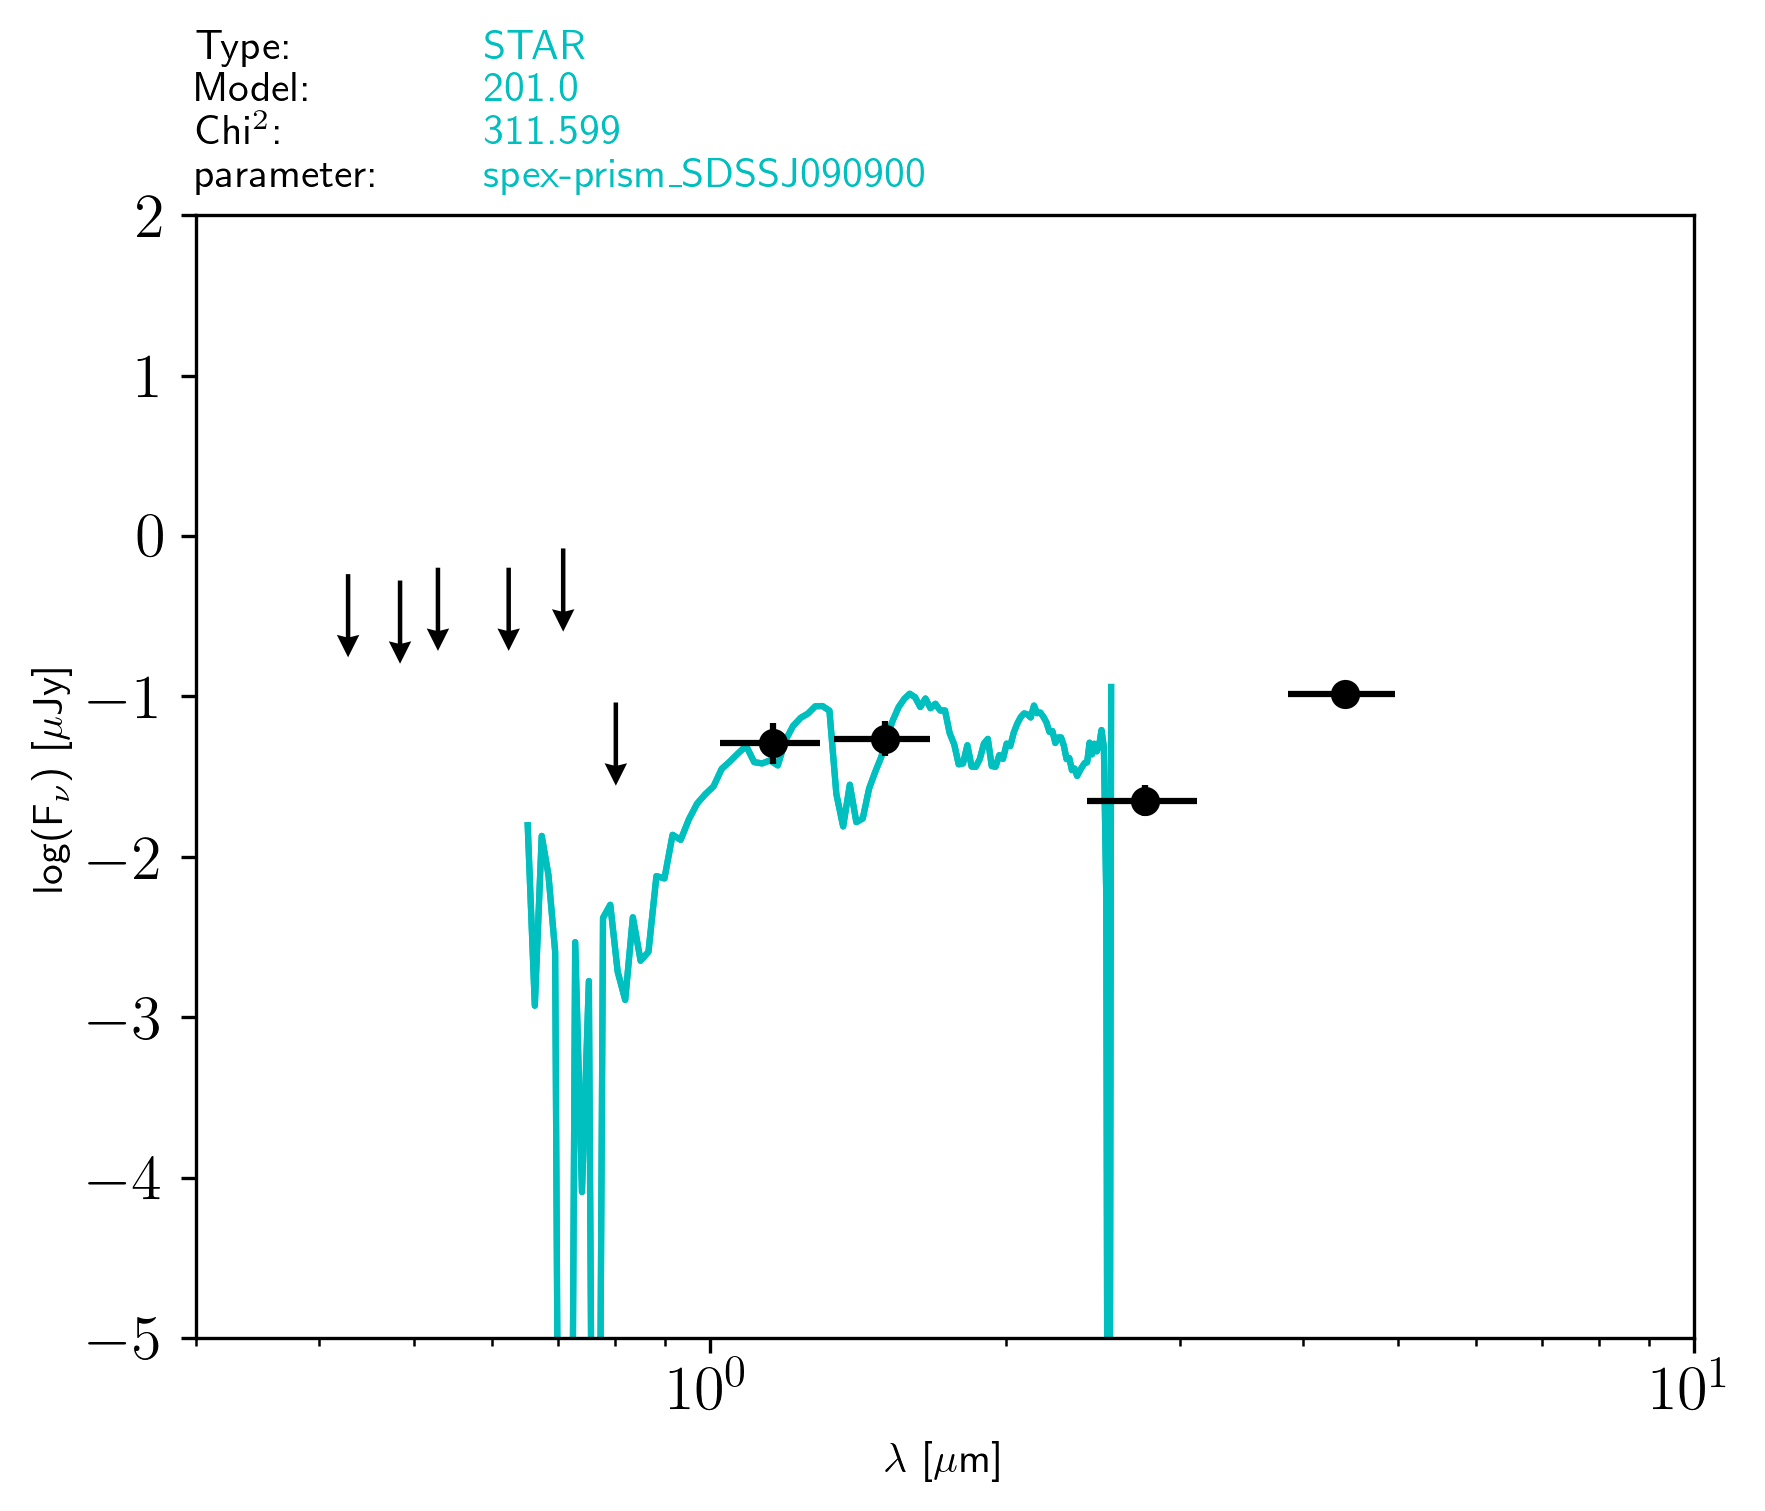 Type: STAR
Model: 201.0
Chi²: 311.599
parameter: spex-prism_SDSSJ090900
2
1
0
−1
−2
−3
−4
−5
log(Fν) [μJy]
10⁰ 10¹
λ [μm]